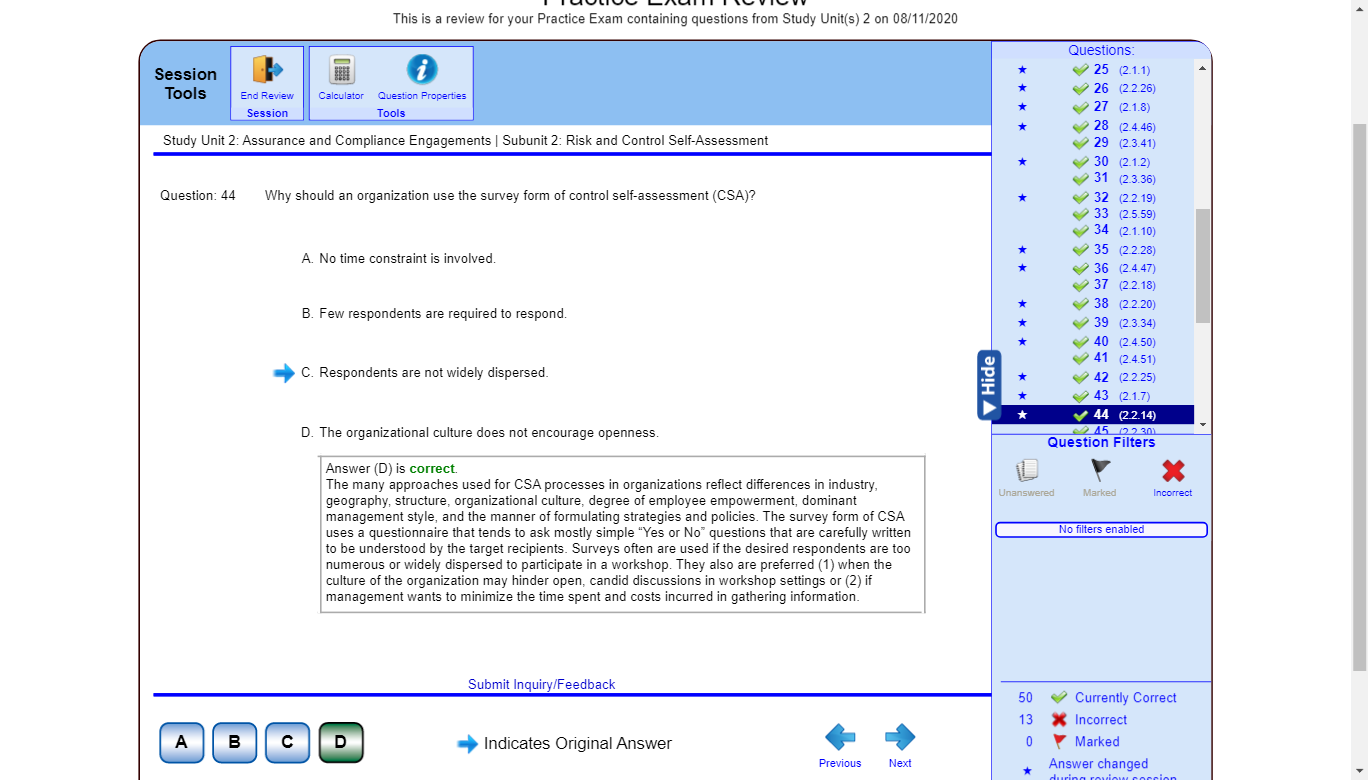 Practice Exam Review
This is a review for your Practice Exam containing questions from Study Unit(s) 2 on 08/11/2020
Session
Tools
End Review
Session
Calculator
Question Properties
Tools
Study Unit 2: Assurance and Compliance Engagements | Subunit 2: Risk and Control Self-Assessment
Question: 44
Why should an organization use the survey form of control self-assessment (CSA)?
A. No time constraint is involved.
B. Few respondents are required to respond.
C. Respondents are not widely dispersed.
D. The organizational culture does not encourage openness.
Answer (D) is correct.
The many approaches used for CSA processes in organizations reflect differences in industry,
geography, structure, organizational culture, degree of employee empowerment, dominant
management style, and the manner of formulating strategies and policies. The survey form of CSA
uses a questionnaire that tends to ask mostly simple “Yes or No” questions that are carefully written
to be understood by the target recipients. Surveys often are used if the desired respondents are too
numerous or widely dispersed to participate in a workshop. They also are preferred (1) when the
culture of the organization may hinder open, candid discussions in workshop settings or (2) if
management wants to minimize the time spent and costs incurred in gathering information.
Submit Inquiry/Feedback
A
B
C
D
Indicates Original Answer
Previous
Next
Questions:
25 (2.1.1)
26 (2.2.26)
27 (2.1.8)
28 (2.4.46)
29 (2.3.41)
30 (2.1.2)
31 (2.3.36)
32 (2.2.19)
33 (2.5.59)
34 (2.1.10)
35 (2.2.28)
36 (2.4.47)
37 (2.2.18)
38 (2.2.20)
39 (2.3.34)
40 (2.4.50)
41 (2.4.51)
42 (2.2.25)
43 (2.1.7)
44 (2.2.14)
45 (2.2.30)
Hide
Question Filters
Unanswered
Marked
Incorrect
No filters enabled
50 Currently Correct
13 Incorrect
0 Marked
Answer changed
during review session